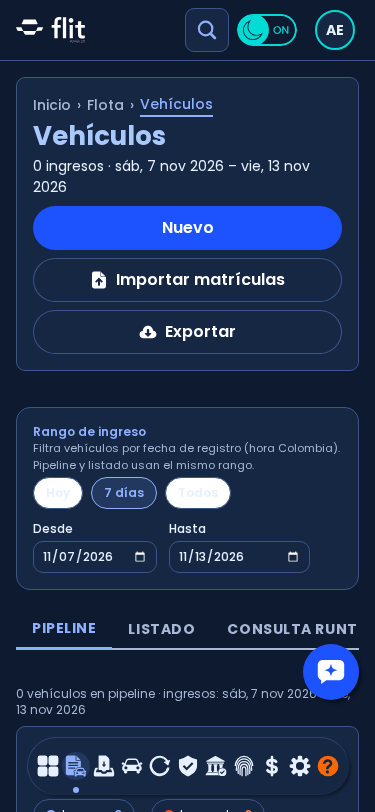 flit
ON
AE
Inicio › Flota › Vehículos
Vehículos
0 ingresos · sáb, 7 nov 2026 – vie, 13 nov
2026
Nuevo
Importar matrículas
Exportar
Rango de ingreso
Filtra vehículos por fecha de registro (hora Colombia).
Pipeline y listado usan el mismo rango.
Hoy
7 días
Todos
Desde
Hasta
11/07/2026
11/13/2026
PIPELINE
LISTADO
CONSULTA RUNT
0 vehículos en pipeline · ingresos: sáb, 7 nov 2026
13 nov 2026